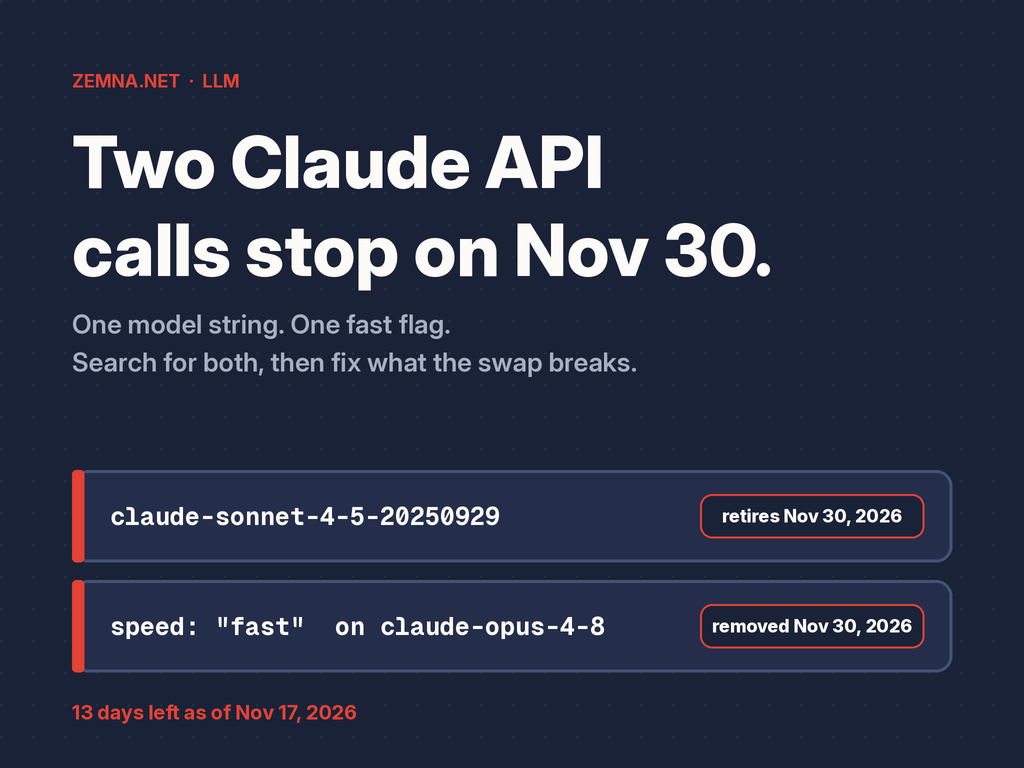 ZEMNA.NET · LLM
Two Claude API
calls stop on Nov 30.
One model string. One fast flag.
Search for both, then fix what the swap breaks.
claude-sonnet-4-5-20250929
retires Nov 30, 2026
speed: "fast" on claude-opus-4-8
removed Nov 30, 2026
13 days left as of Nov 17, 2026